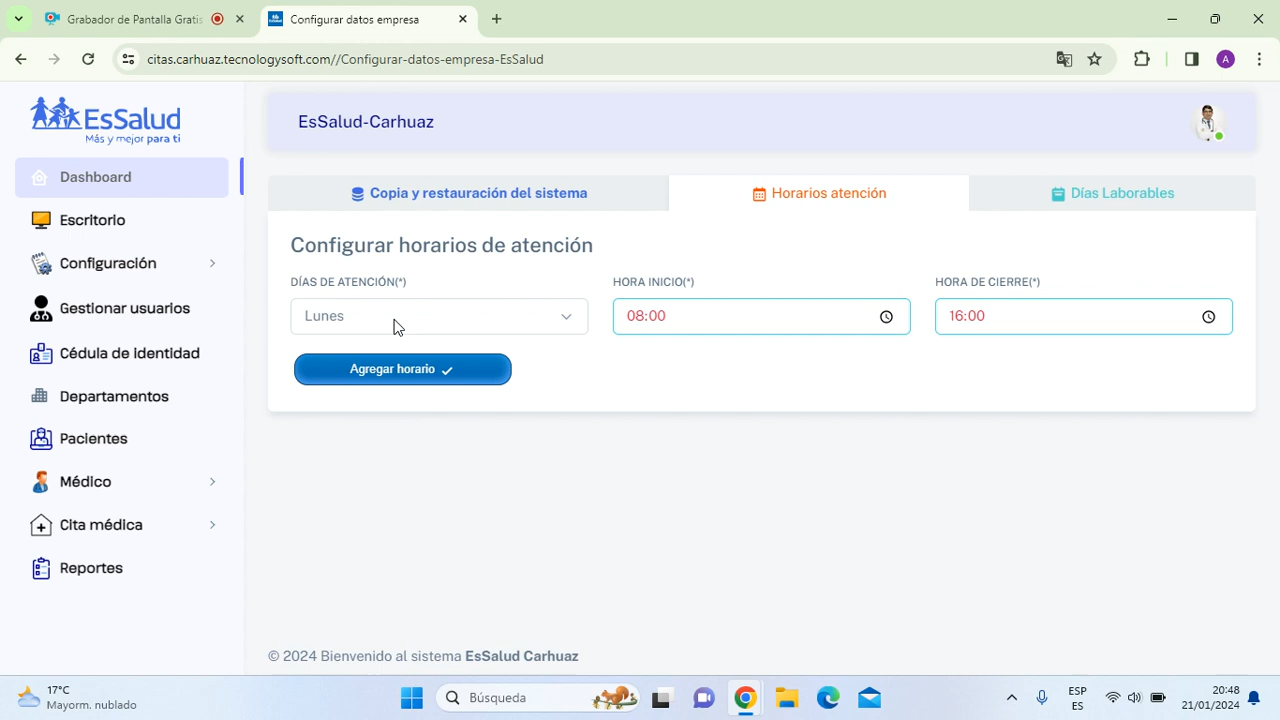 Grabador de Pantalla Gratis
Configurar datos empresa
citas.carhuaz.tecnologysoft.com//Configurar-datos-empresa-EsSalud
A
EsSalud
Más y mejor para ti
EsSalud-Carhuaz
Dashboard
Escritorio
Configuración
Gestionar usuarios
Cédula de identidad
Departamentos
Pacientes
Médico
Cita médica
Reportes
Copia y restauración del sistema
Horarios atención
Días Laborables
Configurar horarios de atención
DÍAS DE ATENCIÓN(*)
HORA INICIO(*)
HORA DE CIERRE(*)
Lunes
08:00
16:00
Agregar horario
© 2024 Bienvenido al sistema EsSalud Carhuaz
17°C
Mayorm. nublado
Búsqueda
ESP
ES
20:48
21/01/2024